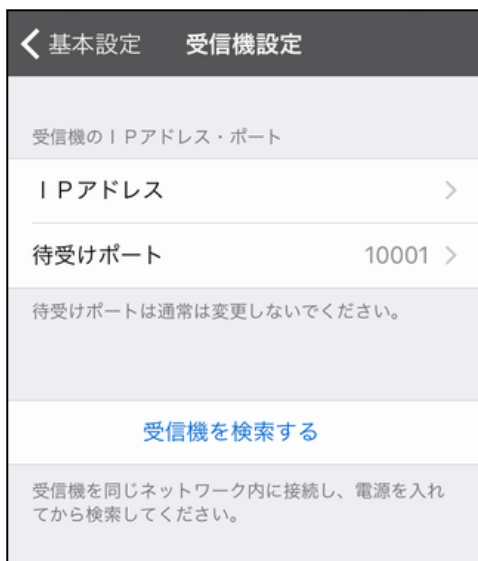 基本設定 受信機設定
受信機のＩＰアドレス・ポート
ＩＰアドレス
待受けポート 10001
待受けポートは通常は変更しないでください。
受信機を検索する
受信機を同じネットワーク内に接続し、電源を入れ
てから検索してください。